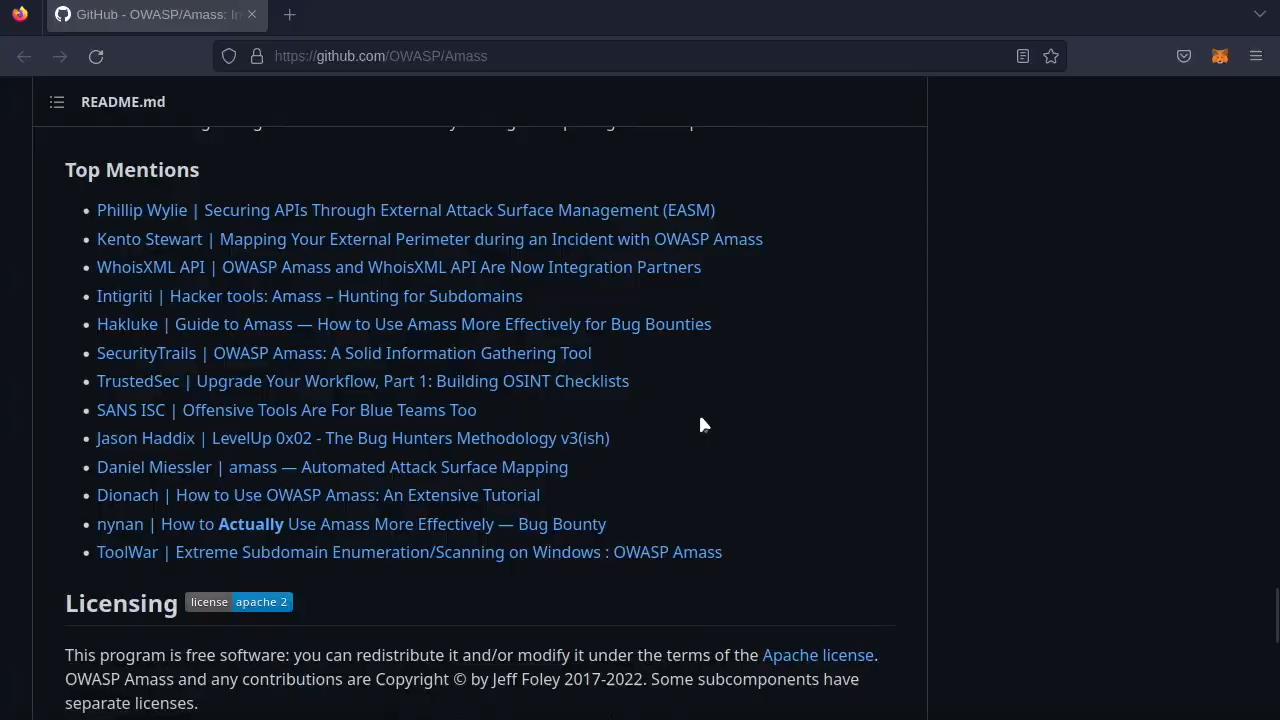 GitHub - OWASP/Amass: In
https://github.com/OWASP/Amass
README.md
Top Mentions
Phillip Wylie | Securing APIs Through External Attack Surface Management (EASM)
Kento Stewart | Mapping Your External Perimeter during an Incident with OWASP Amass
WhoisXML API | OWASP Amass and WhoisXML API Are Now Integration Partners
Intigriti | Hacker tools: Amass – Hunting for Subdomains
Hakluke | Guide to Amass — How to Use Amass More Effectively for Bug Bounties
SecurityTrails | OWASP Amass: A Solid Information Gathering Tool
TrustedSec | Upgrade Your Workflow, Part 1: Building OSINT Checklists
SANS ISC | Offensive Tools Are For Blue Teams Too
Jason Haddix | LevelUp 0x02 - The Bug Hunters Methodology v3(ish)
Daniel Miessler | amass — Automated Attack Surface Mapping
Dionach | How to Use OWASP Amass: An Extensive Tutorial
nynan | How to Actually Use Amass More Effectively — Bug Bounty
ToolWar | Extreme Subdomain Enumeration/Scanning on Windows : OWASP Amass
Licensing license apache 2
This program is free software: you can redistribute it and/or modify it under the terms of the Apache license.
OWASP Amass and any contributions are Copyright © by Jeff Foley 2017-2022. Some subcomponents have
separate licenses.